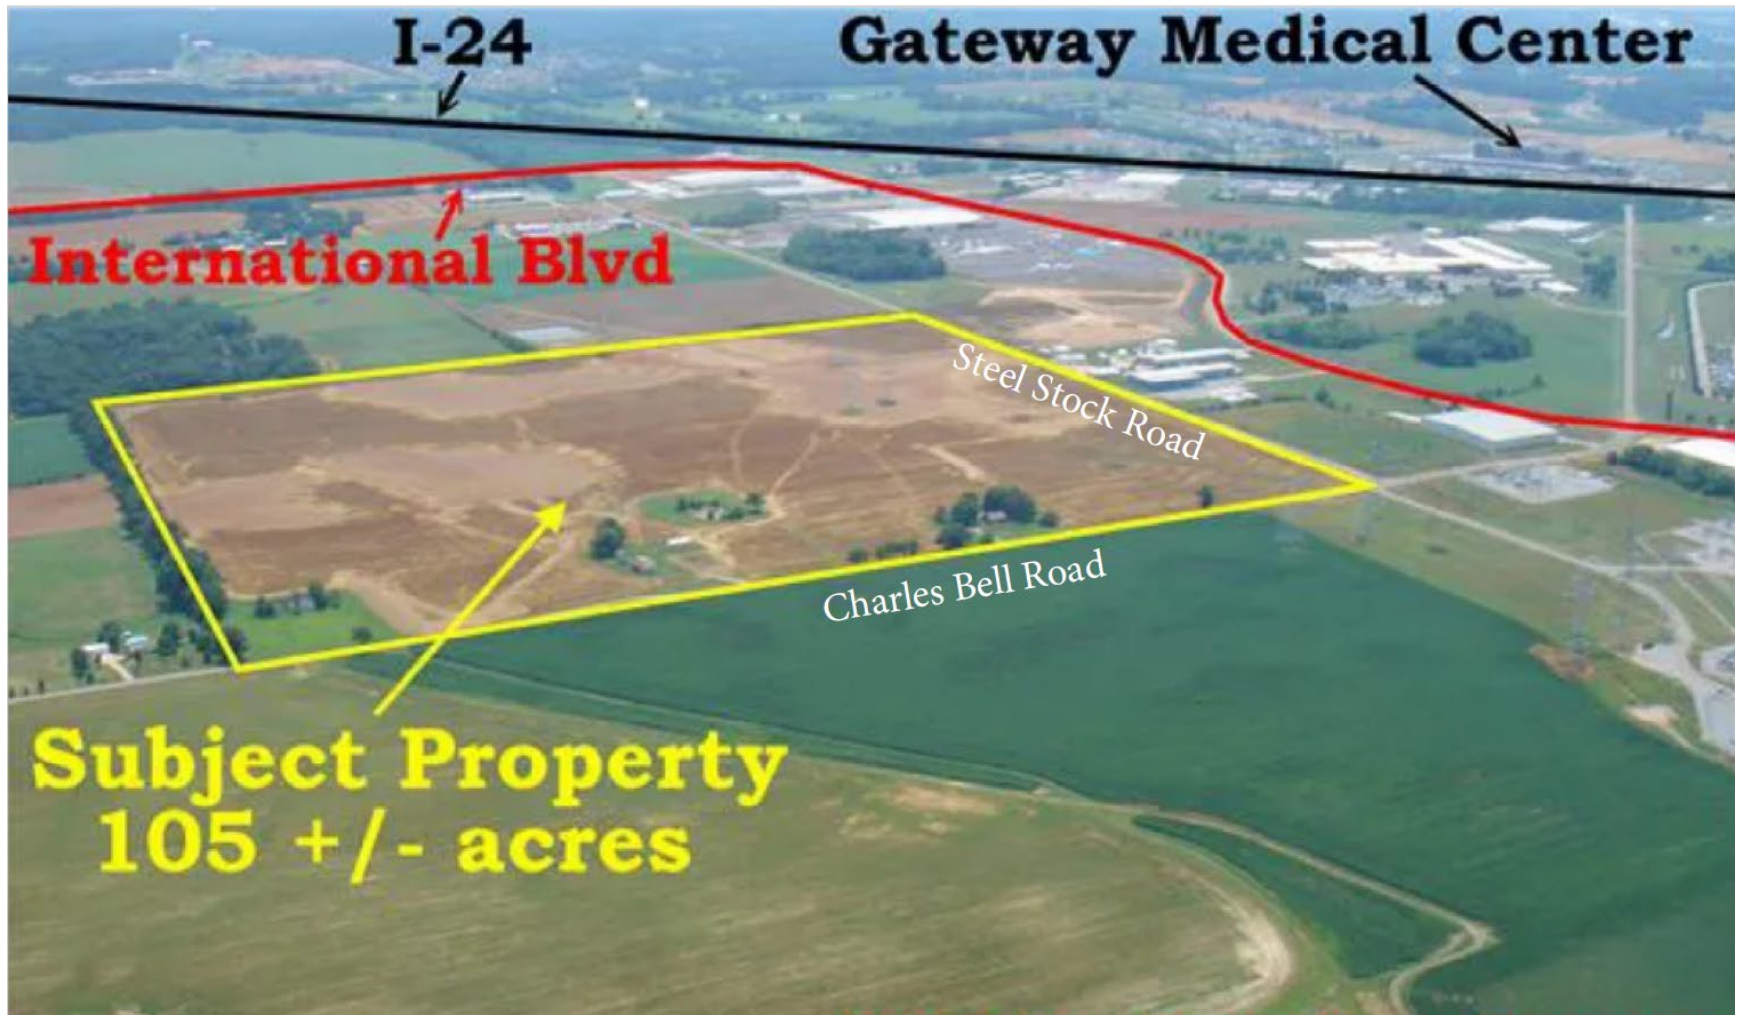 I-24
Gateway Medical Center
International Blvd
Steel Stock Road
Charles Bell Road
Subject Property
105 +/- acres